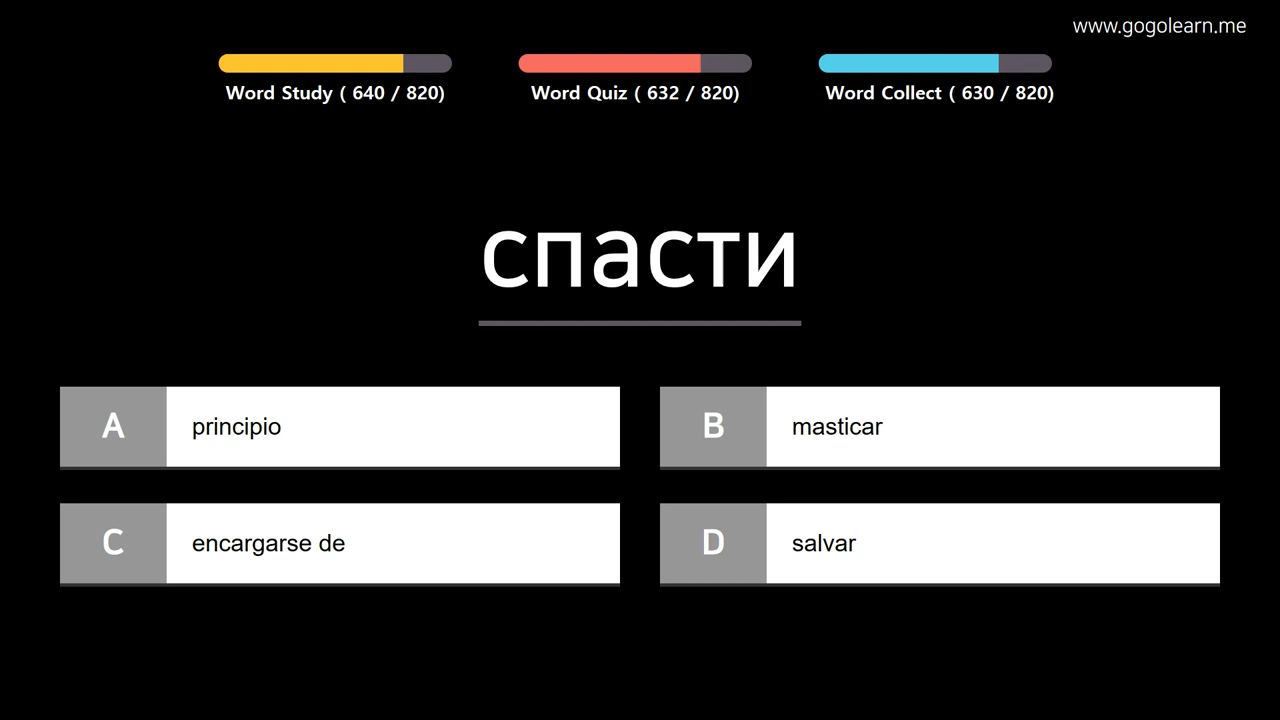 www.gogolearn.me
Word Study ( 640 / 820)
Word Quiz ( 632 / 820)
Word Collect ( 630 / 820)
спасти
A principio
B masticar
C encargarse de
D salvar